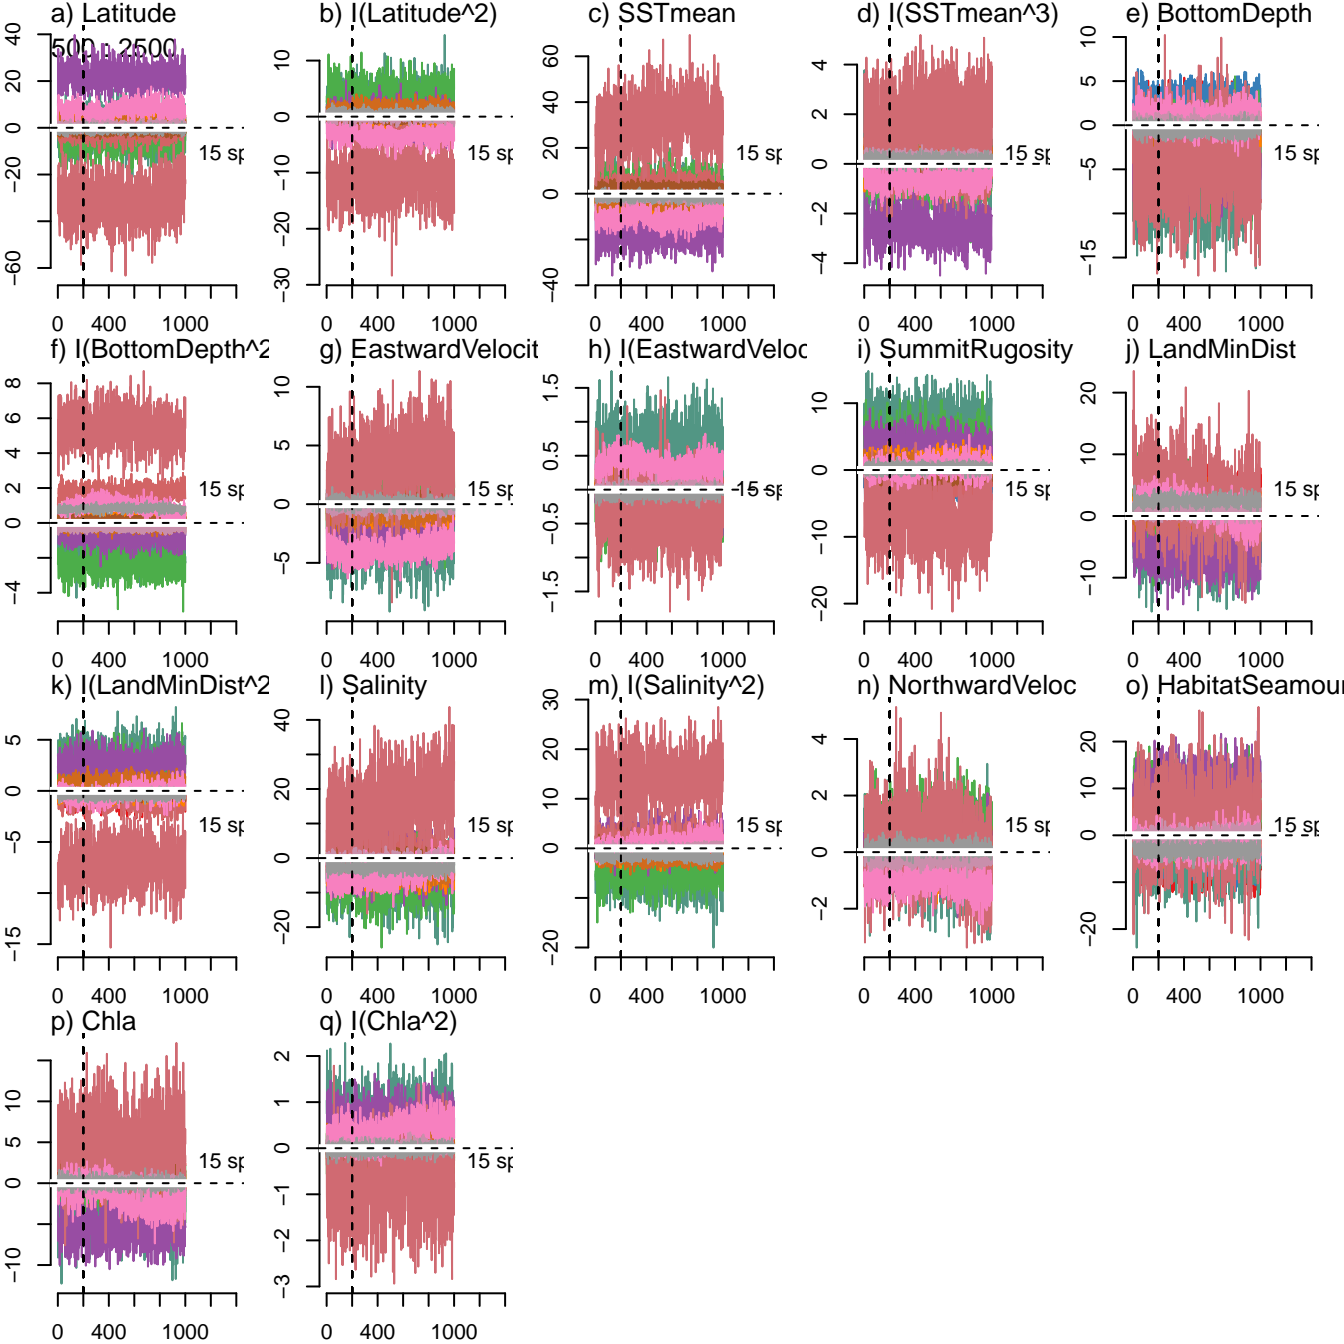 a) Latitude
500 - 2500
40
20
0
−20
−60
15 sp
0 400 1000
b) I(Latitude^2)
10
0
−10
−20
−30
15 sp
0 400 1000
c) SSTmean
60
40
20
0
−40
15 sp
0 400 1000
d) I(SSTmean^3)
4
2
0
−2
−4
15 sp
0 400 1000
e) BottomDepth
10
5
0
−5
−15
15 sp
0 400 1000
f) I(BottomDepth^2
8
6
4
2
0
−4
15 sp
0 400 1000
g) EastwardVelocit
10
5
0
−5
15 sp
0 400 1000
h) I(EastwardVeloc
1.5
0.5
−0.5
−1.5
15 sp
0 400 1000
i) SummitRugosity
10
0
−10
−20
15 sp
0 400 1000
j) LandMinDist
20
10
0
−10
15 sp
0 400 1000
k) I(LandMinDist^2
5
0
−5
−15
15 sp
0 400 1000
l) Salinity
40
20
0
−20
15 sp
0 400 1000
m) I(Salinity^2)
30
20
10
0
−20
15 sp
0 400 1000
n) NorthwardVeloc
4
2
0
−2
15 sp
0 400 1000
o) HabitatSeamour
20
10
0
−20
15 sp
0 400 1000
p) Chla
10
5
0
−10
15 sp
0 400 1000
q) I(Chla^2)
2
1
0
−1
−2
−3
15 sp
0 400 1000